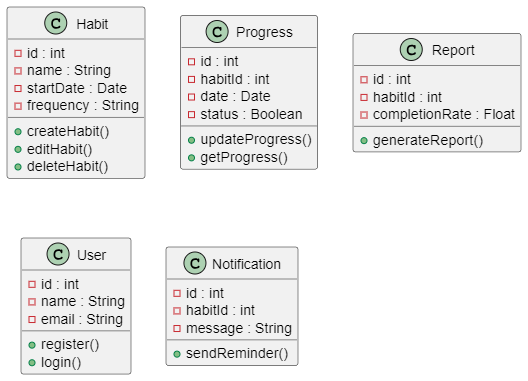 C Habit
id : int
name : String
startDate : Date
frequency : String
createHabit()
editHabit()
deleteHabit()
C Progress
id : int
habitId : int
date : Date
status : Boolean
updateProgress()
getProgress()
C Report
id : int
habitId : int
completionRate : Float
generateReport()
C User
id : int
name : String
email : String
register()
login()
C Notification
id : int
habitId : int
message : String
sendReminder()